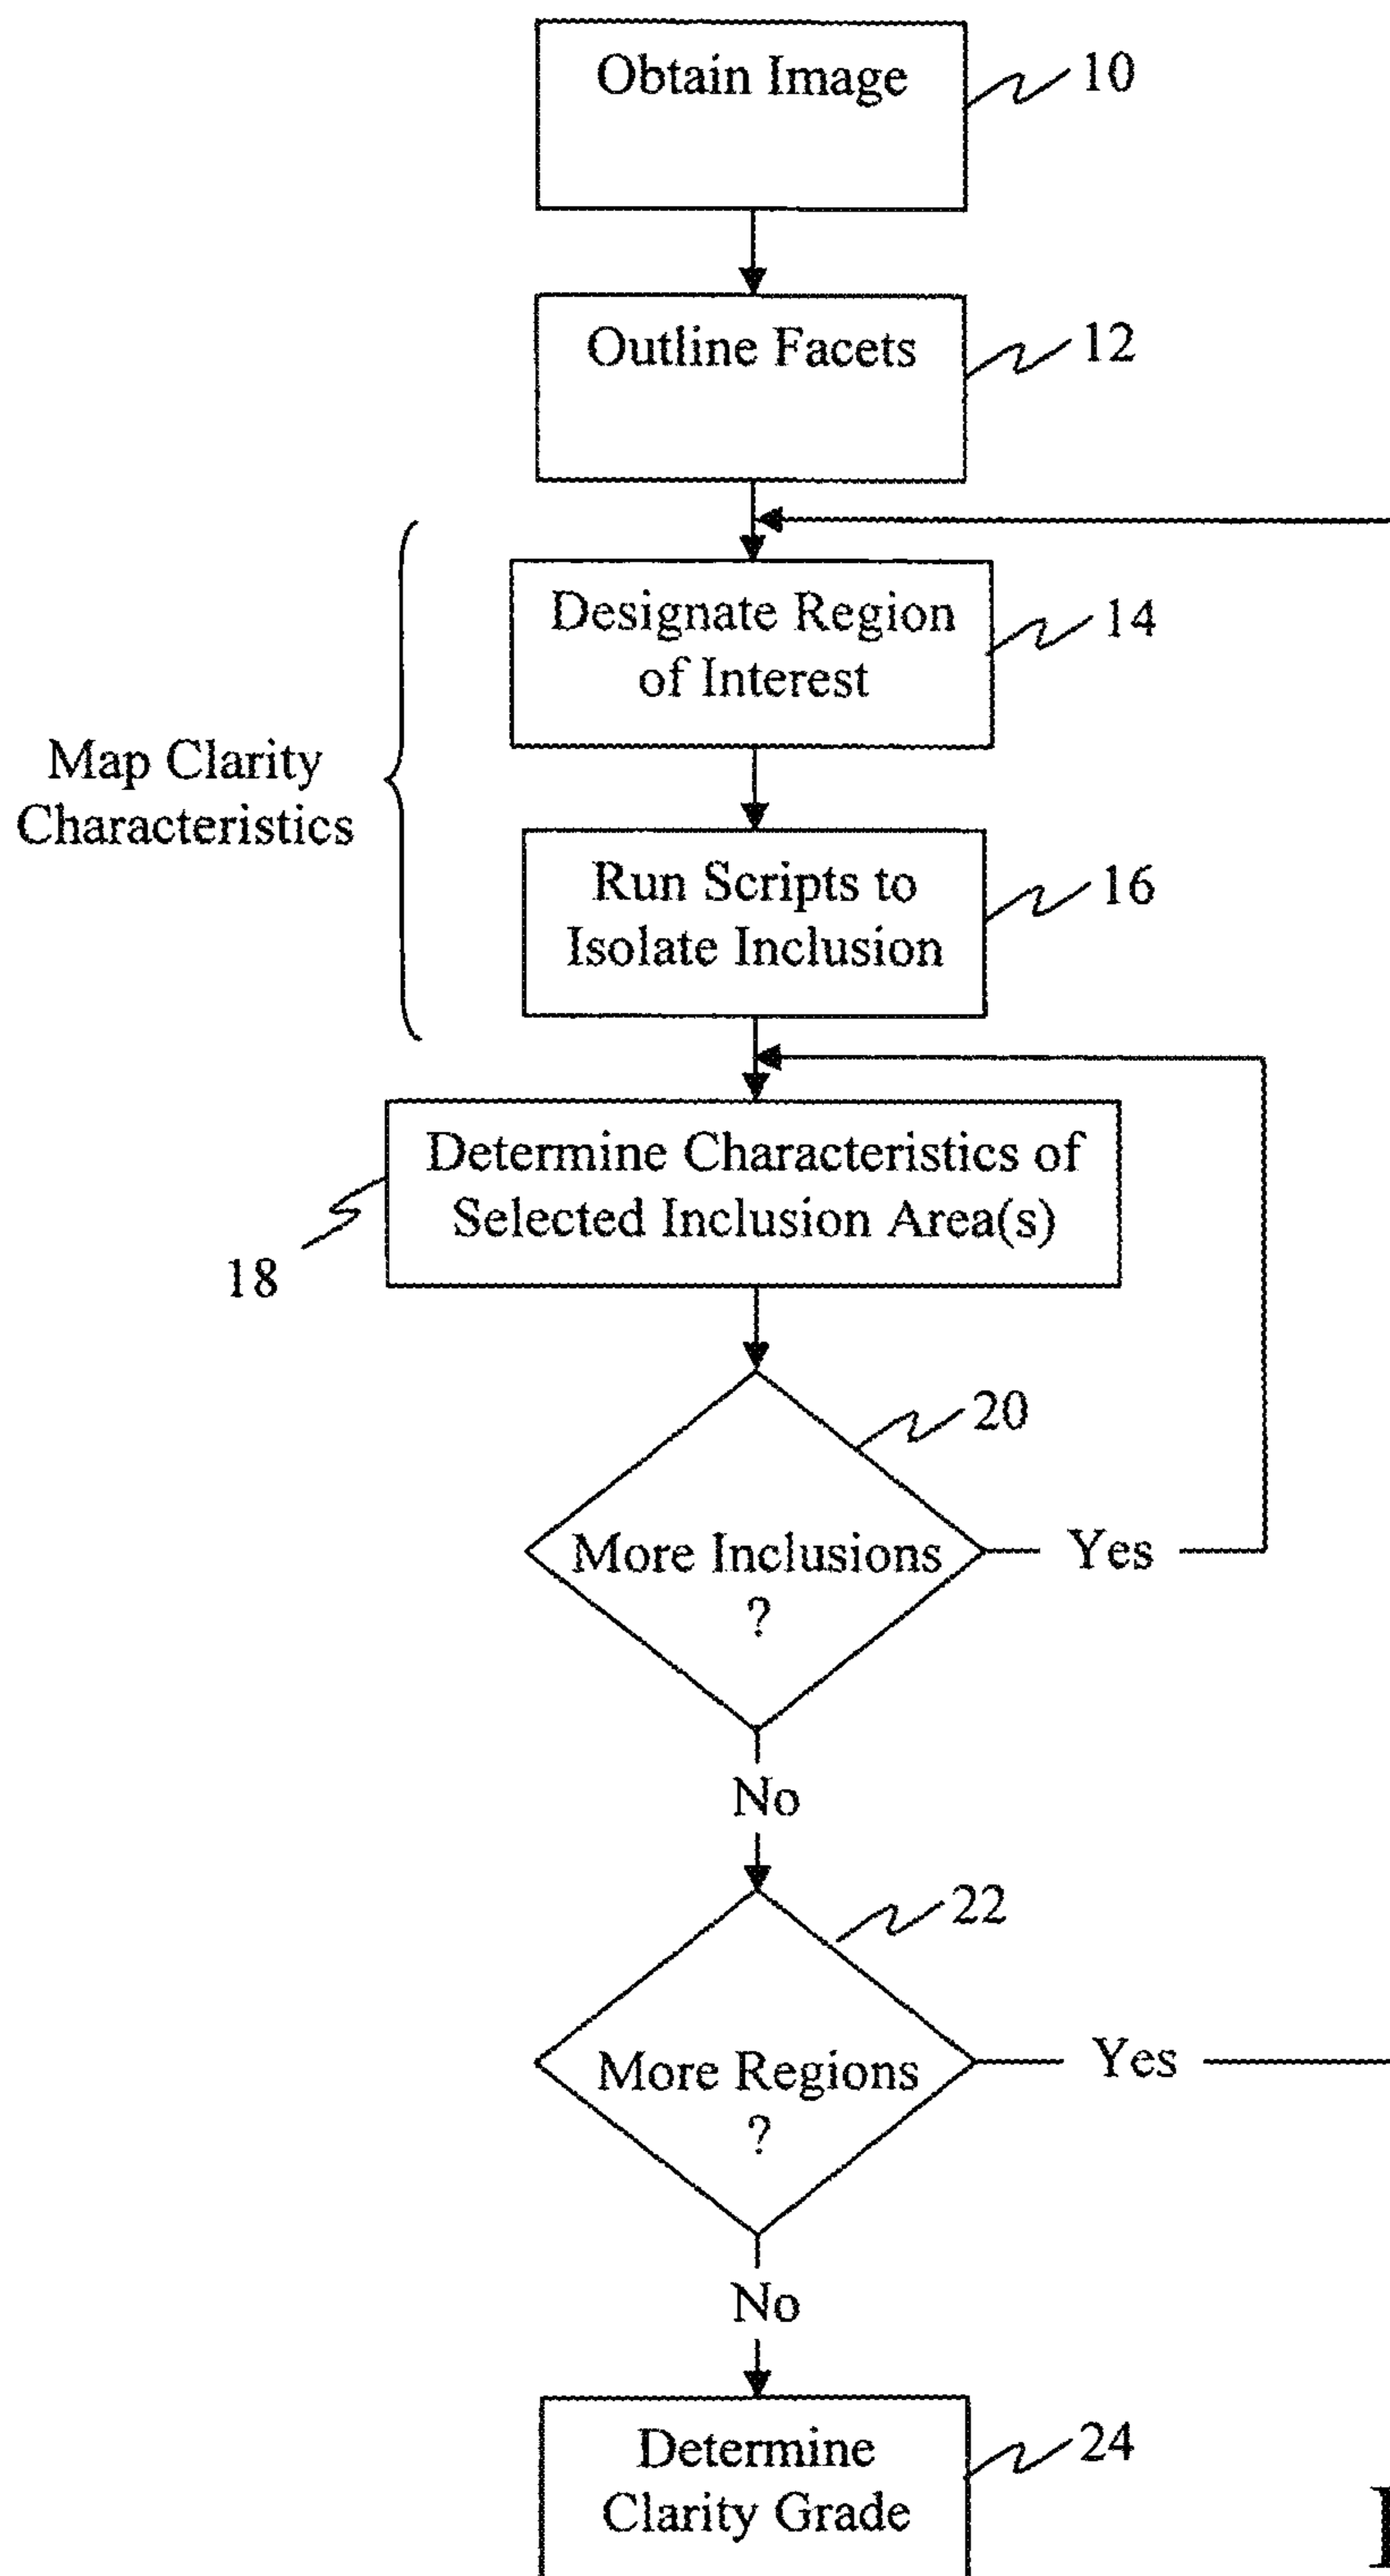 Obtain Image
10
Outline Facets
12
Designate Region
of Interest
14
Map Clarity
Characteristics
Run Scripts to
Isolate Inclusion
16
Determine Characteristics of
Selected Inclusion Area(s)
18
20
More Inclusions
?
Yes
No
22
More Regions
?
Yes
No
Determine
Clarity Grade
24